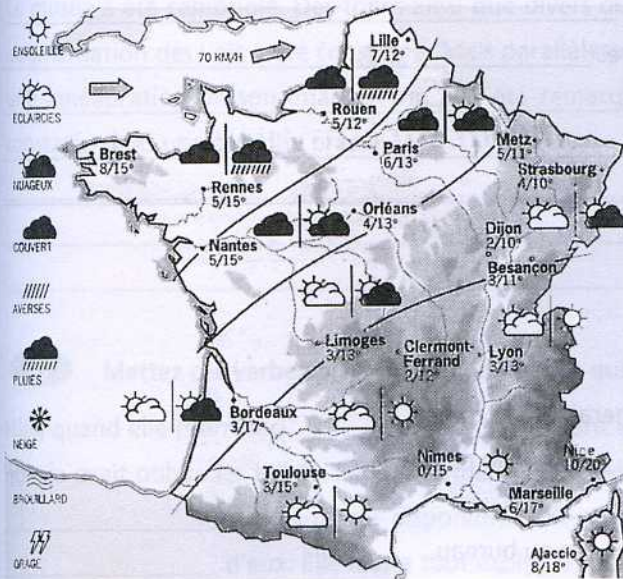 ENSOLEILLE
ECLAIRCIES
NUAGEUX
COUVERT
AVERSES
PLUIES
NEIGE
BROUILLARD
ORAGE
70 KM/H
Lille
7/12°
Rouen
5/12°
Paris
6/13°
Metz
5/11°
Strasbourg
4/10°
Brest
8/15°
Rennes
5/15°
Orléans
4/13°
Dijon
2/10°
Nantes
5/15°
Besançon
3/11°
Limoges
3/13°
Clermont-
Ferrand
2/12°
Lyon
3/13°
Bordeaux
3/17°
Toulouse
3/15°
Nîmes
0/15°
Nice
10/20°
Marseille
6/17°
Ajaccio
8/18°